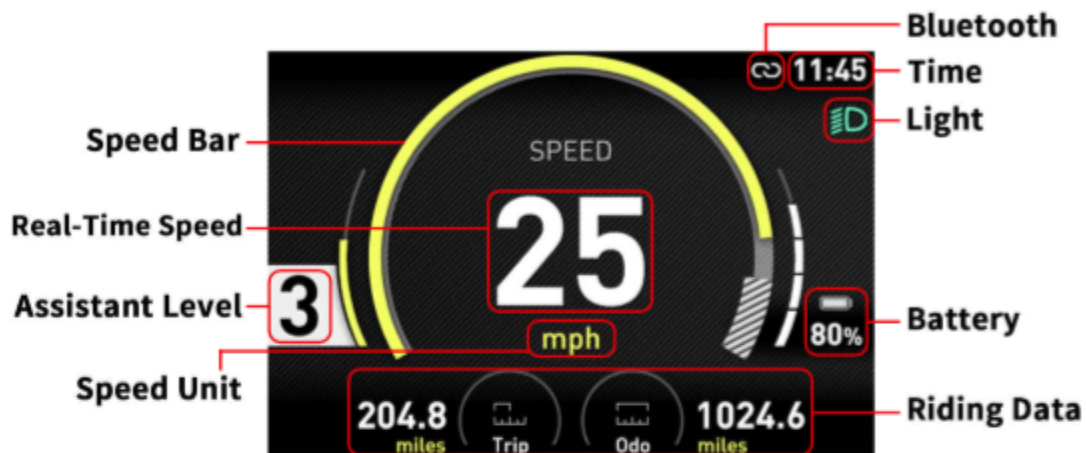 Bluetooth
11:45
Time
Light
Speed Bar
SPEED
Real-Time Speed
25
Assistant Level
3
mph
80%
Battery
Speed Unit
204.8
miles
Trip
Odo
1024.6
miles
Riding Data